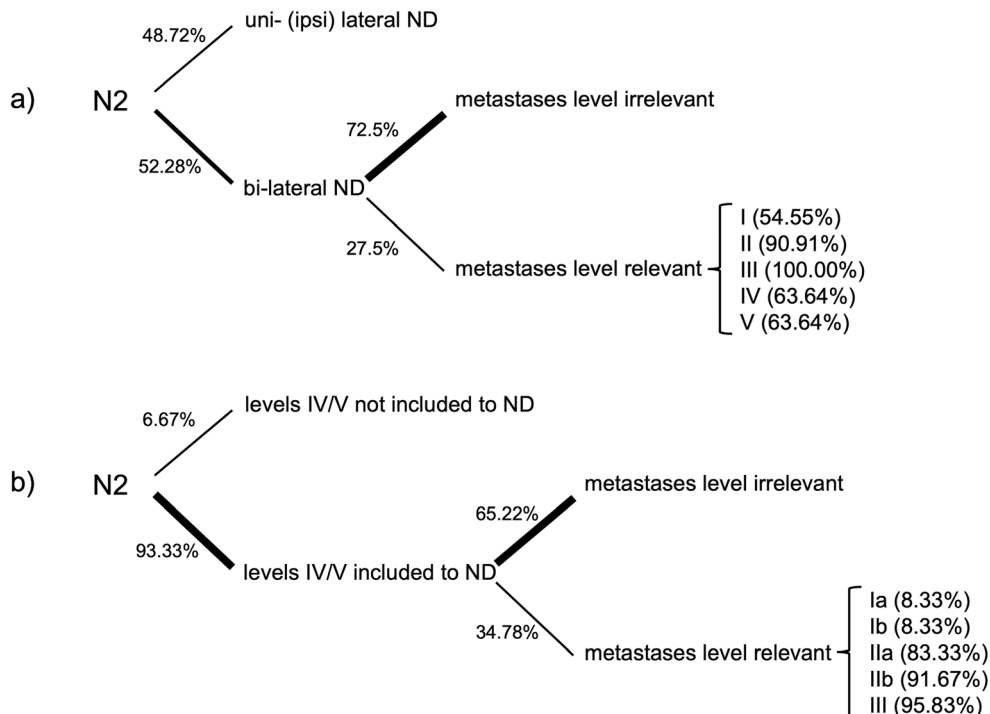 uni- (ipsi) lateral ND
48.72%
a) N2
metastases level irrelevant
72.5%
52.28%
bi-lateral ND
27.5%
metastases level relevant
I (54.55%)
II (90.91%)
III (100.00%)
IV (63.64%)
V (63.64%)
levels IV/V not included to ND
6.67%
b) N2
metastases level irrelevant
65.22%
93.33%
levels IV/V included to ND
34.78%
metastases level relevant
Ia (8.33%)
Ib (8.33%)
IIa (83.33%)
IIb (91.67%)
III (95.83%)